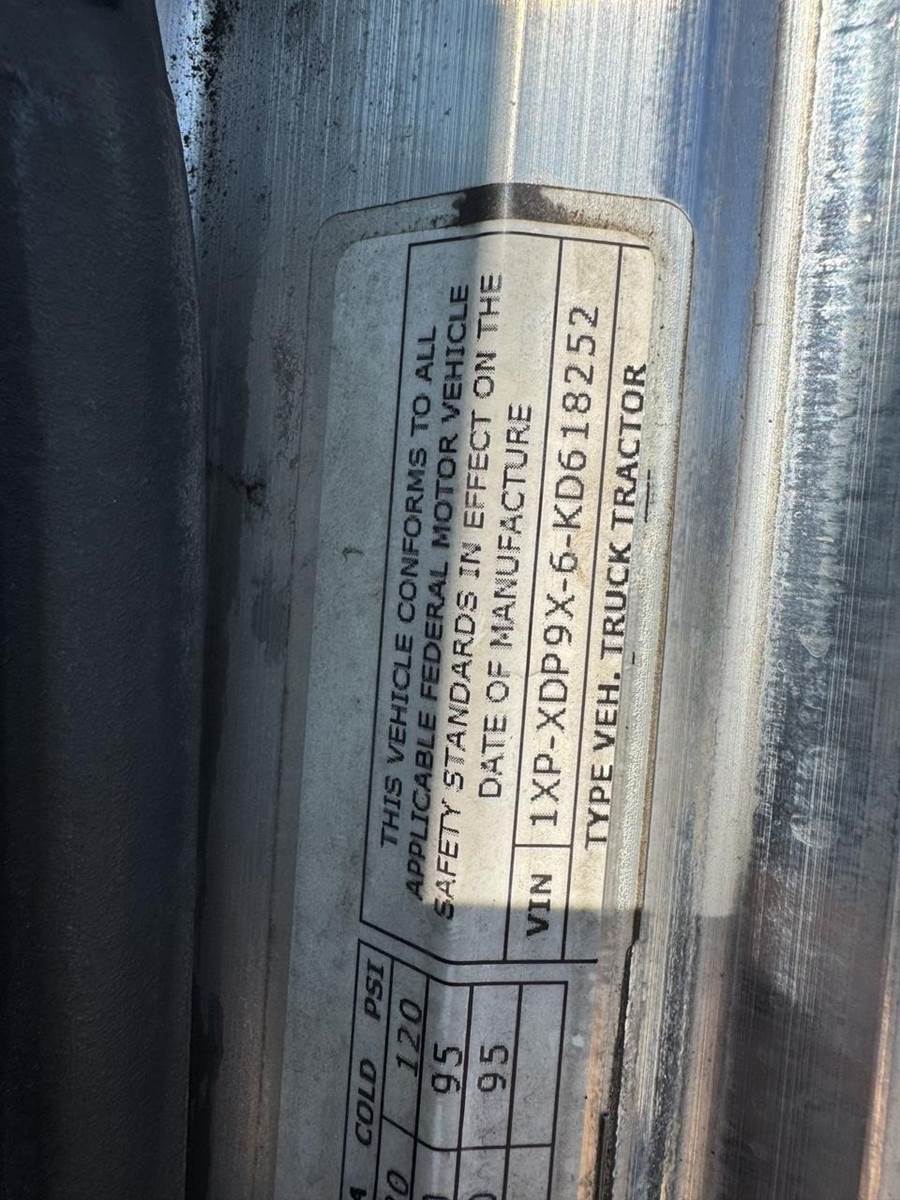 THIS VEHICLE CONFORMS TO ALL
APPLICABLE FEDERAL MOTOR VEHICLE
SAFETY STANDARDS IN EFFECT ON THE
DATE OF MANUFACTURE
VIN 1XP-XDP9X-6-KD618252
TYPE VEH. TRUCK TRACTOR
COLD PSI
120
95
95